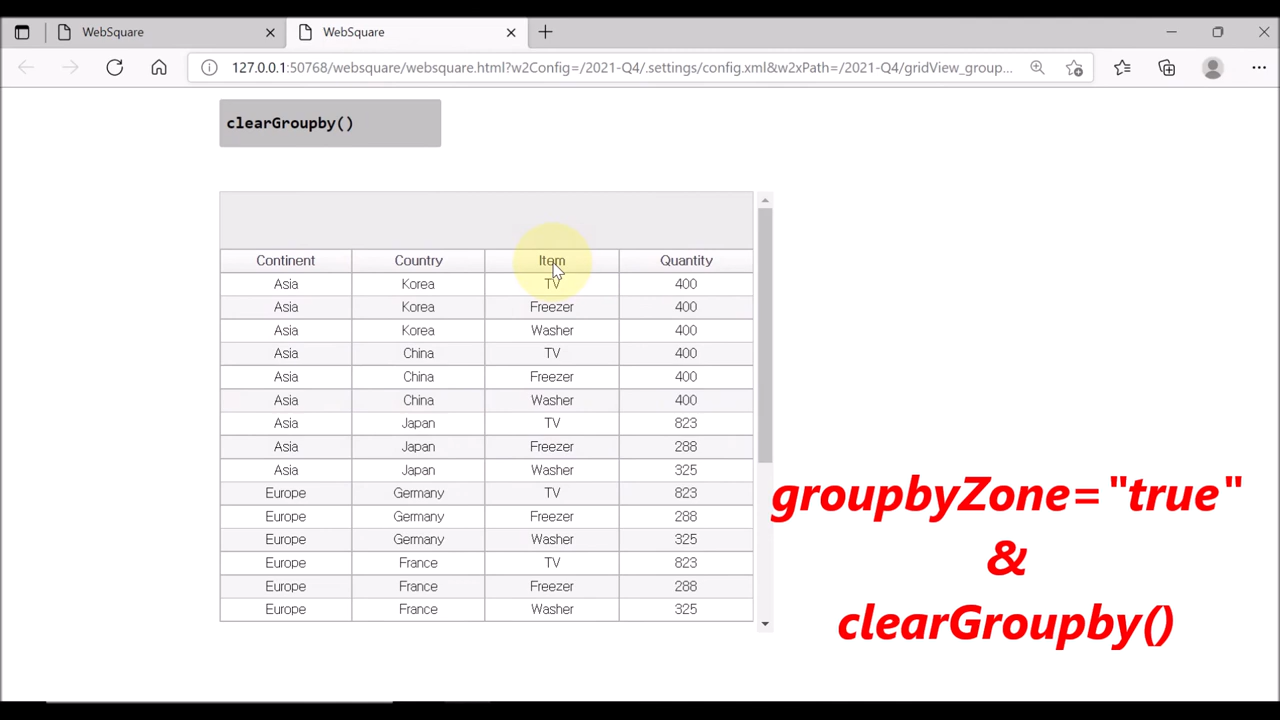 WebSquare
WebSquare
127.0.0.1:50768/websquare/websquare.html?w2Config=/2021-Q4/.settings/config.xml&w2xPath=/2021-Q4/gridView_group...
clearGroupby()
Continent Country Item Quantity
Asia Korea TV 400
Asia Korea Freezer 400
Asia Korea Washer 400
Asia China TV 400
Asia China Freezer 400
Asia China Washer 400
Asia Japan TV 823
Asia Japan Freezer 288
Asia Japan Washer 325
Europe Germany TV 823
Europe Germany Freezer 288
Europe Germany Washer 325
Europe France TV 823
Europe France Freezer 288
Europe France Washer 325
groupbyZone="true"
&
clearGroupby()